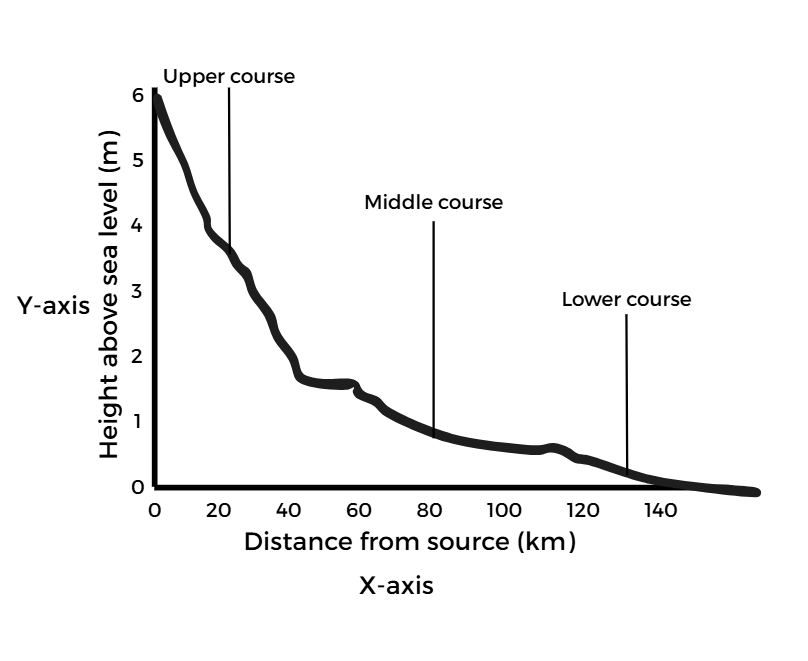 Upper course
6
5
Middle course
4
Lower course
3
Y-axis
Height above sea level (m)
2
1
0
0 20 40 60 80 100 120 140
Distance from source (km)
X-axis